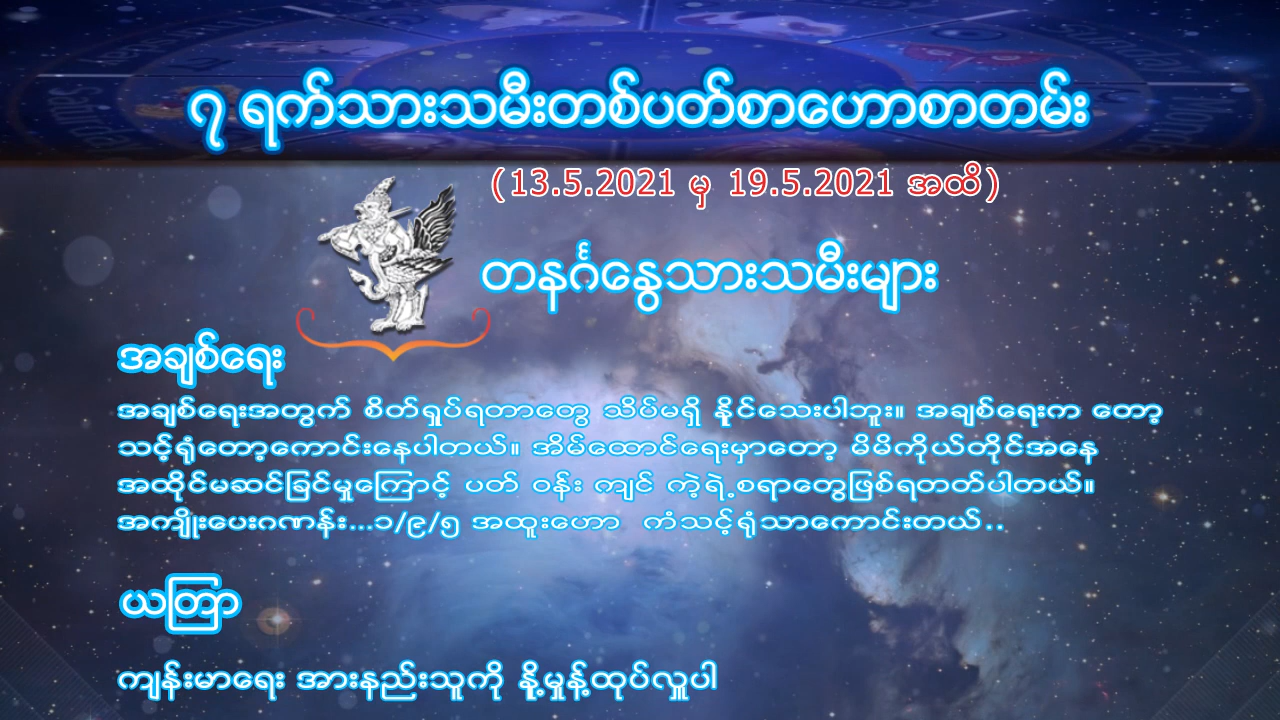 ၇ ရက်သားသမီးတစ်ပတ်စာဟောစာတမ်း
(13.5.2021 မှ 19.5.2021 အထိ)
တနင်္ဂနွေသားသမီးများ
အချစ်ရေး
အချစ်ရေးအတွက် စိတ်ရှုပ်ရတာတွေ သိပ်မရှိ နိုင်သေးပါဘူး။ အချစ်ရေးက တော့
သင့်ရုံတော့ကောင်းနေပါတယ်။ အိမ်ထောင်ရေးမှာတော့ မိမိကိုယ်တိုင်အနေ
အထိုင်မဆင်ခြင်မှုကြောင့် ပတ် ဝန်း ကျင် ကဲ့ရဲ့စရာတွေဖြစ်ရတတ်ပါတယ်။
အကျိုးပေးဂဏန်း...၁/၉/၅ အထူးဟော ကံသင့်ရုံသာကောင်းတယ်..
ယတြာ
ကျန်းမာရေး အားနည်းသူကို နို့မှုန့်ထုပ်လှူပါ